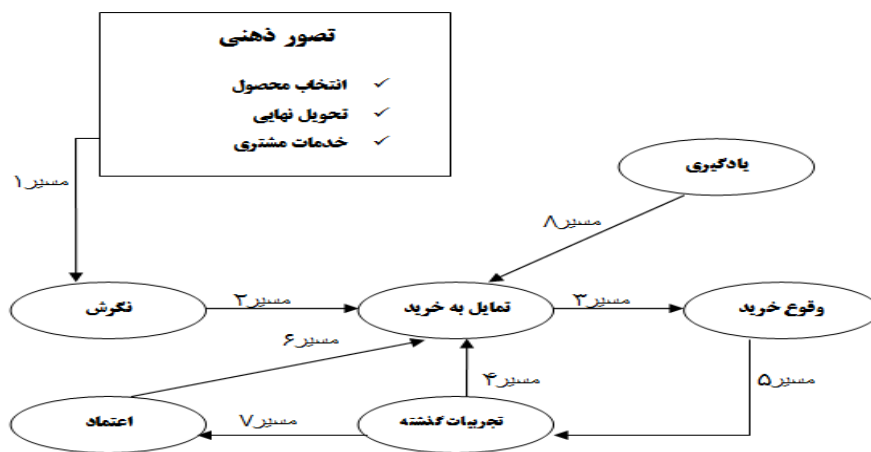 تصور ذهنی
✓ انتخاب محصول
✓ تحویل نهایی
✓ خدمات مشتری
یادگیری
مسیر۱
مسیر۸
نگرش
مسیر۲
تمایل به خرید
مسیر۳
وقوع خرید
مسیر۶
مسیر۴
مسیر۵
اعتماد
مسیر۷
تجربیات گذشته